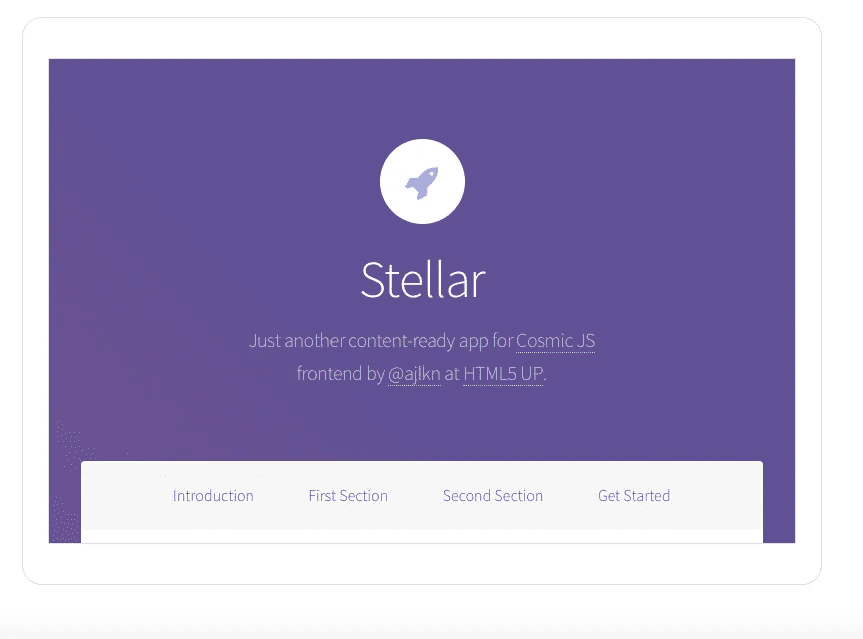 Stellar
Just another content-ready app for Cosmic JS
frontend by @ajlkn at HTML5 UP.
Introduction First Section Second Section Get Started